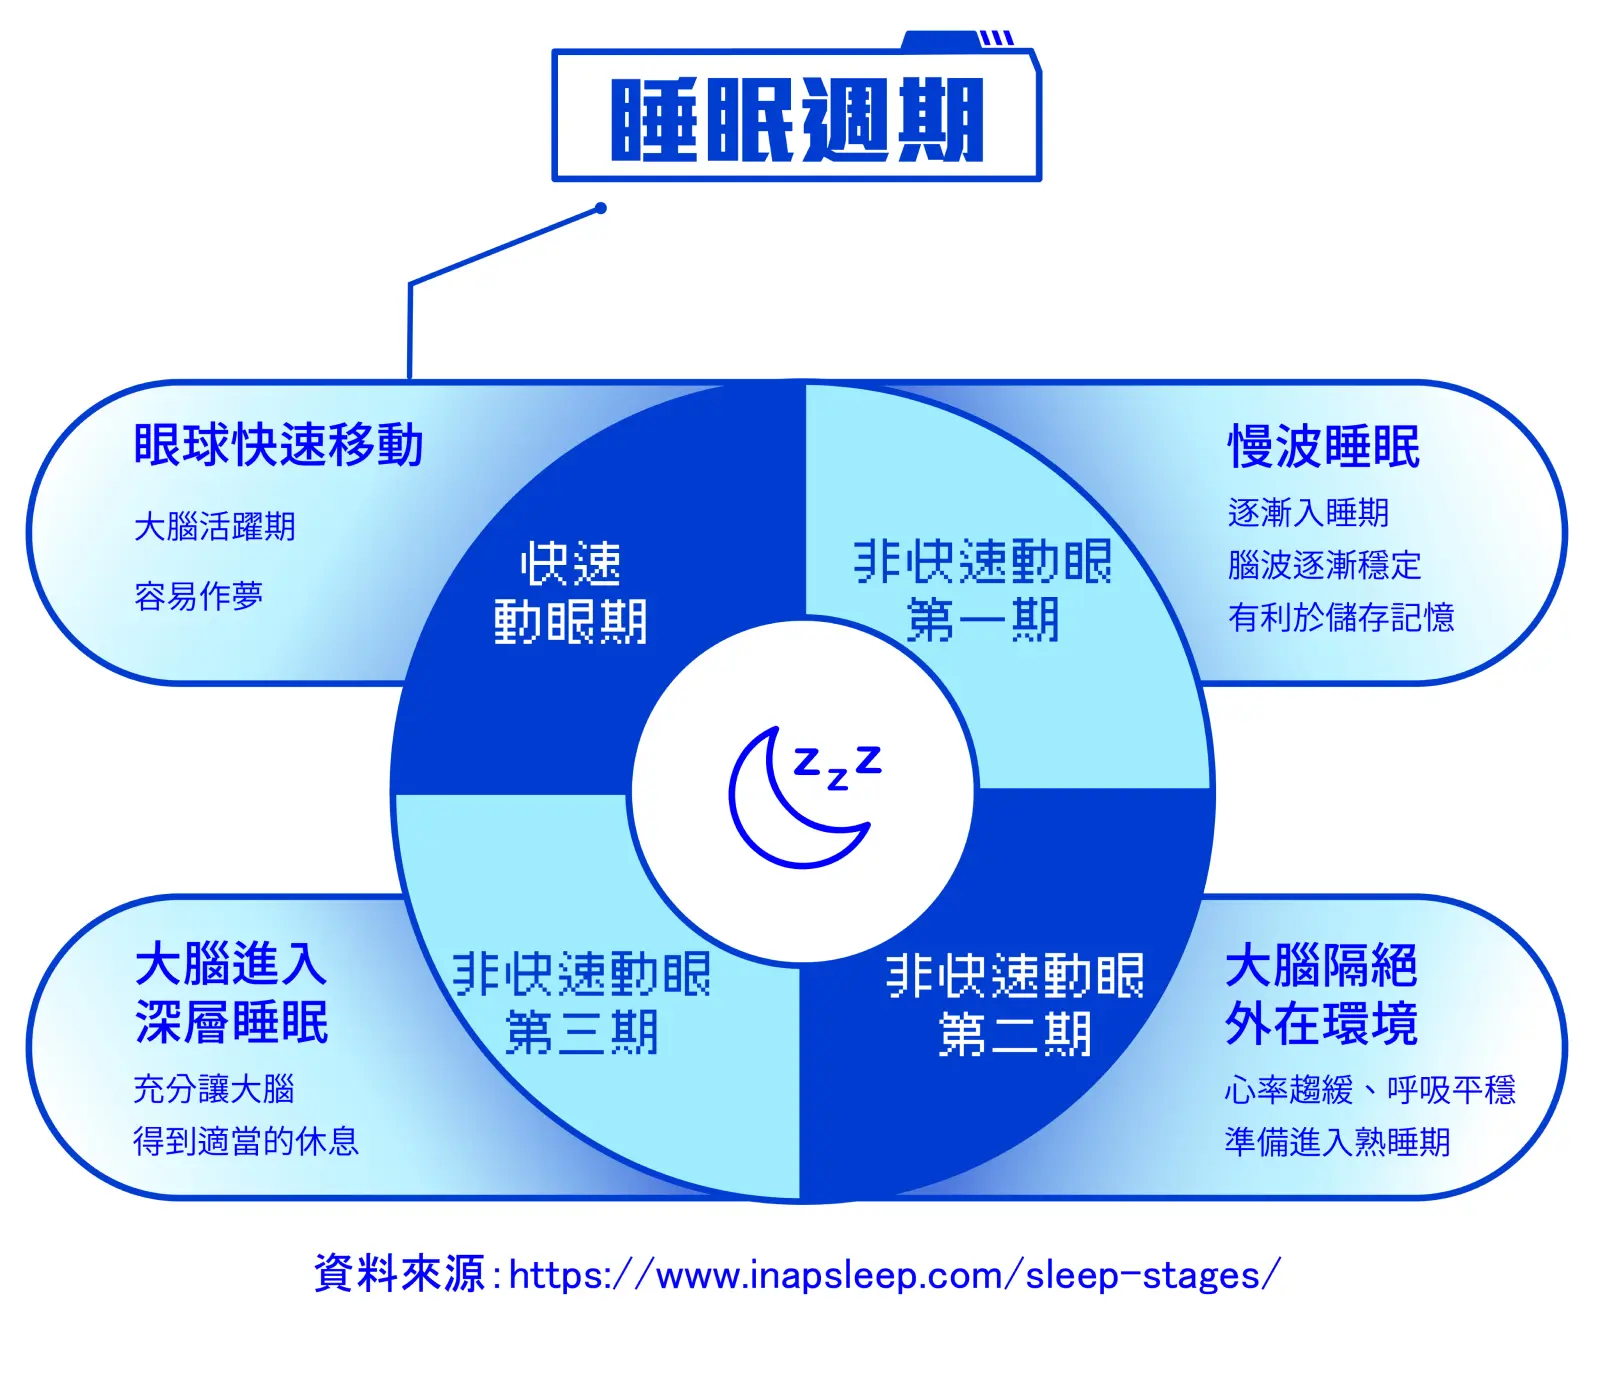 睡眠週期
眼球快速移動
大腦活躍期
容易作夢
快速
動眼期
非快速動眼
第一期
慢波睡眠
逐漸入睡期
腦波逐漸穩定
有利於儲存記憶
zzz
大腦進入
深層睡眠
充分讓大腦
得到適當的休息
非快速動眼
第三期
非快速動眼
第二期
大腦隔絕
外在環境
心率趨緩、呼吸平穩
準備進入熟睡期
資料來源:https://www.inapsleep.com/sleep-stages/